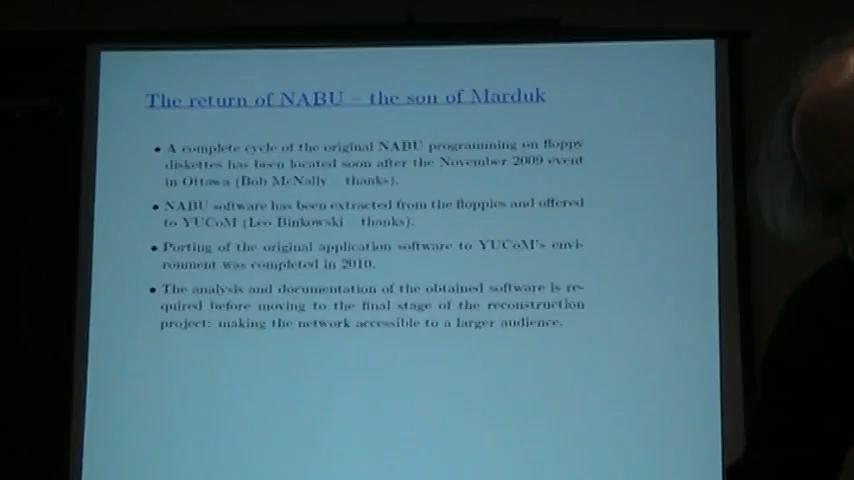 The return of NABU – the son of Marduk
• A complete cycle of the original NABU programming on floppy
diskettes has been located soon after the November 2009 event
in Ottawa (Bob McNally – thanks).
• NABU software has been extracted from the floppies and offered
to YUCoM (Leo Binkowski – thanks).
• Porting of the original application software to YUCoM's envi-
ronment was completed in 2010.
• The analysis and documentation of the obtained software is re-
quired before moving to the final stage of the reconstruction
project: making the network accessible to a larger audience.